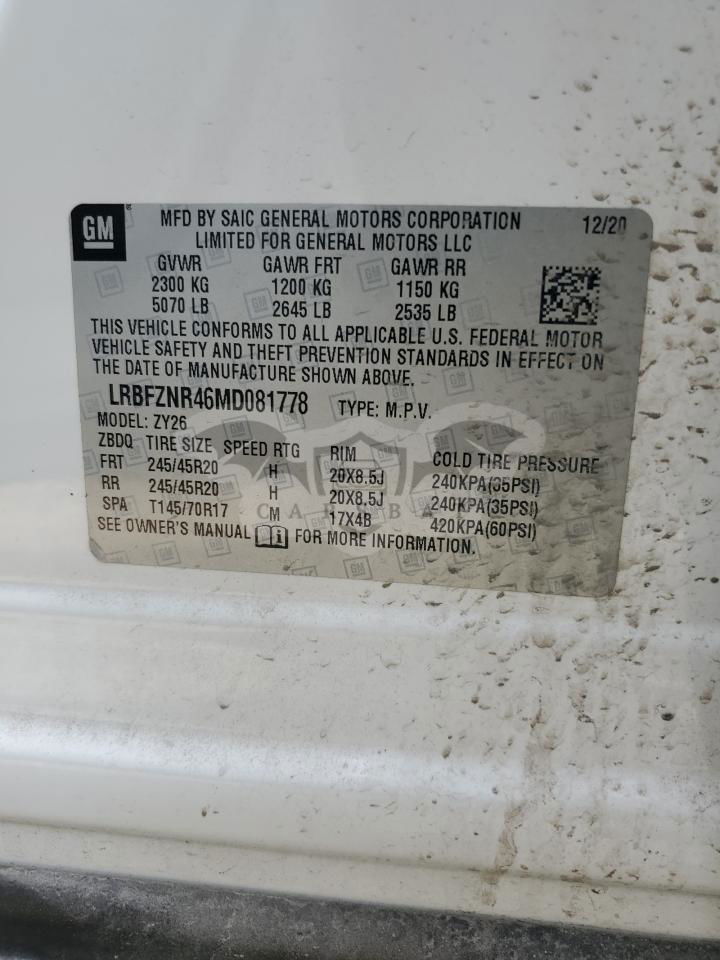 GM
MFD BY SAIC GENERAL MOTORS CORPORATION 12/20
LIMITED FOR GENERAL MOTORS LLC
GVWR GAWR FRT GAWR RR
2300 KG 1200 KG 1150 KG
5070 LB 2645 LB 2535 LB
THIS VEHICLE CONFORMS TO ALL APPLICABLE U.S. FEDERAL MOTOR
VEHICLE SAFETY AND THEFT PREVENTION STANDARDS IN EFFECT ON
THE DATE OF MANUFACTURE SHOWN ABOVE.
LRBFZNR46MD081778 TYPE: M.P.V.
MODEL: ZY26
ZBDQ TIRE SIZE SPEED RTG RIM COLD TIRE PRESSURE
FRT 245/45R20 H 20X8.5J 240KPA(35PSI)
RR 245/45R20 H 20X8.5J 240KPA(35PSI)
SPA T145/70R17 M 17X4B 420KPA(60PSI)
SEE OWNER'S MANUAL FOR MORE INFORMATION.